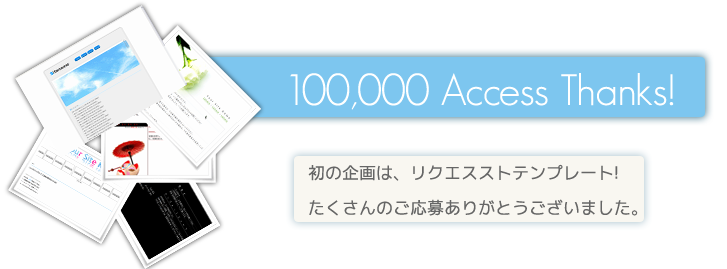 100,000 Access Thanks!
初の企画は、リクエスストテンプレート!
たくさんのご応募ありがとうございました。